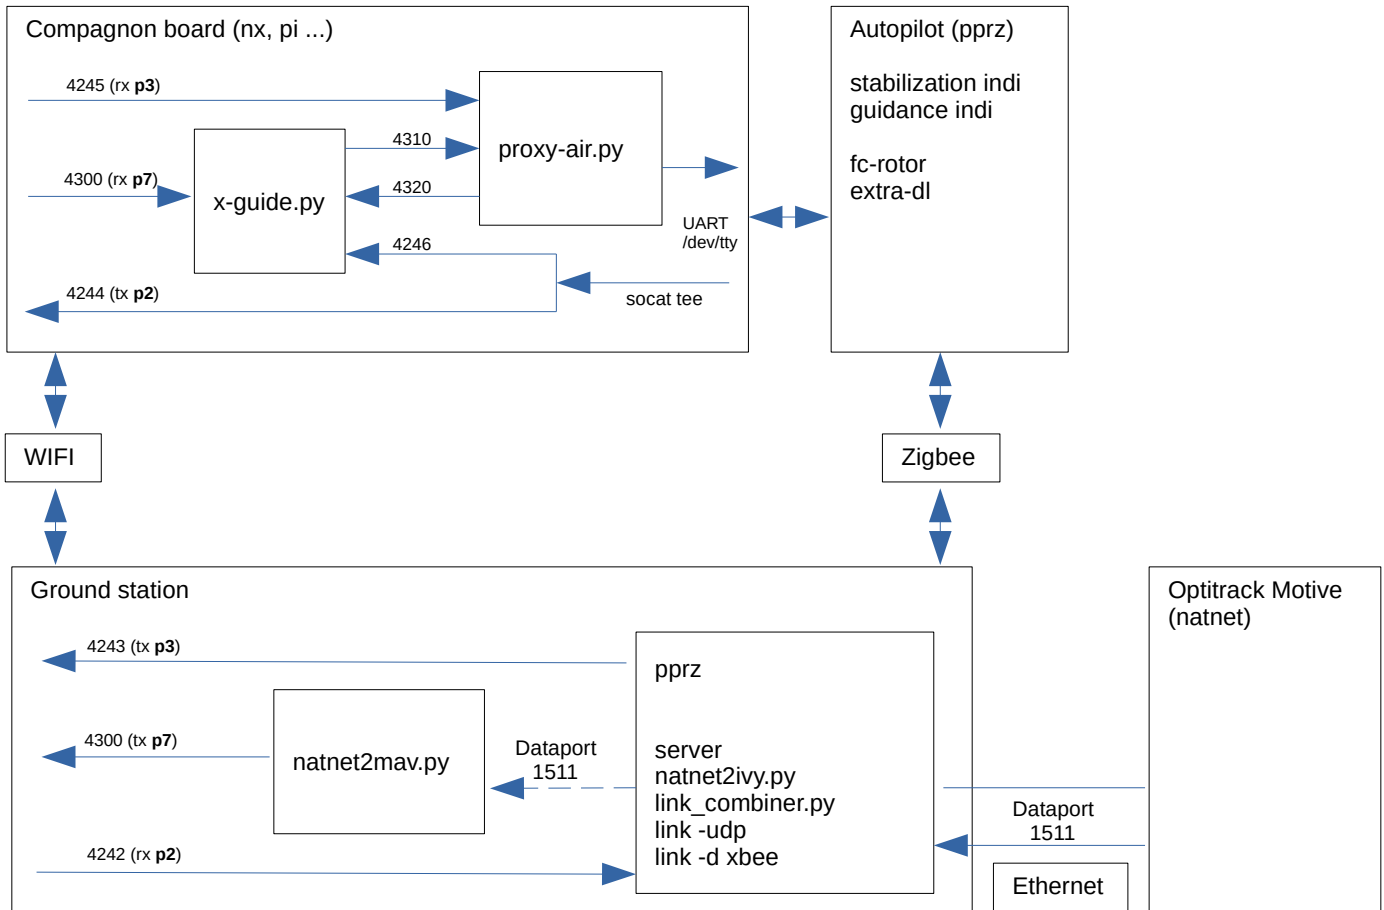 Compagnon board (nx, pi ...)
4245 (rx p3)
4310
proxy-air.py
4300 (rx p7)
x-guide.py
4320
UART
/dev/tty
4246
4244 (tx p2)
socat tee
Autopilot (pprz)
stabilization indi
guidance indi
fc-rotor
extra-dl
WIFI
Zigbee
Ground station
4243 (tx p3)
pprz
4300 (tx p7)
natnet2mav.py
Dataport
1511
server
natnet2ivy.py
link_combiner.py
link -udp
link -d xbee
4242 (rx p2)
Optitrack Motive
(natnet)
Dataport
1511
Ethernet